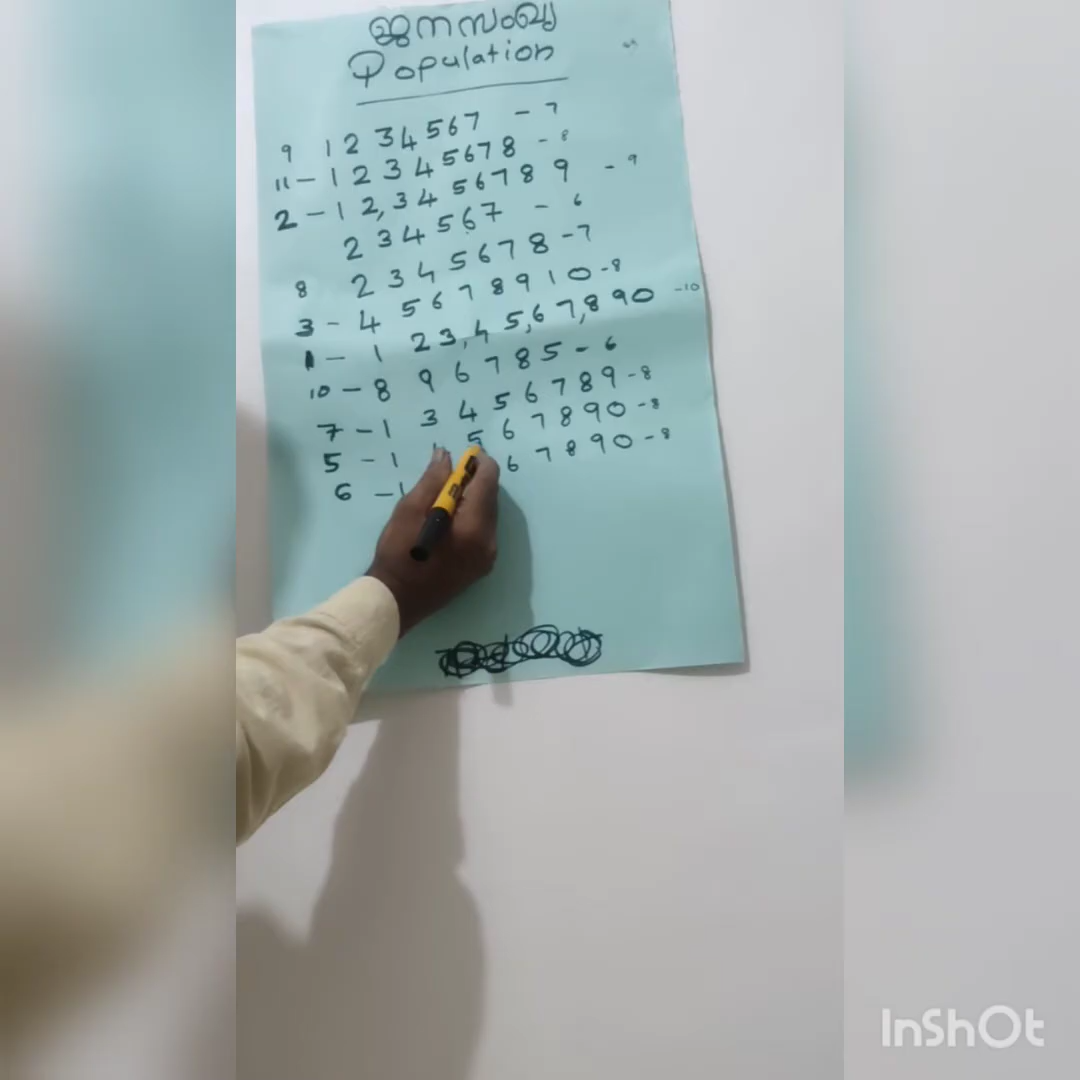 ജനസംഖ്യ
Population
9 1 2 3 4 5 6 7 - 7
11 - 1 2 3 4 5 6 7 8 - 8
2 - 1 2,3 4 5 6 7 8 9 - 9
2 3 4 5 6 7 - 6
8 2 3 4 5 6 7 8 - 7
3 - 4 5 6 7 8 9 1 0 - 8
1 - 1 2 3,4 5,6 7,8 9 0 - 10
10 - 8 9 6 7 8 5 - 6
7 - 1 3 4 5 6 7 8 9 - 8
5 - 1 5 6 7 8 9 0 - 8
6 - 1 6 7 8 9 0 - 8
InShOt